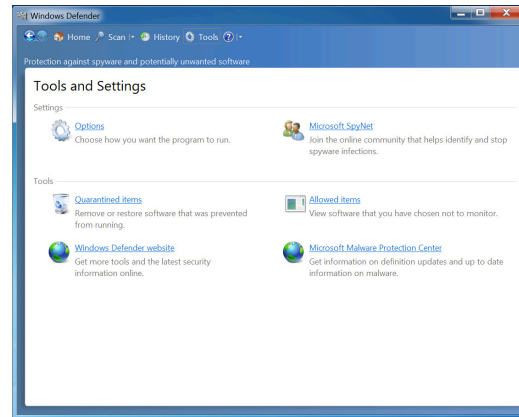 Windows Defender
Home Scan History Tools ?
Protection against spyware and potentially unwanted software
Tools and Settings
Settings
Options
Choose how you want the program to run.
Microsoft SpyNet
Join the online community that helps identify and stop
spyware infections.
Tools
Quarantined items
Remove or restore software that was prevented
from running.
Allowed items
View software that you have chosen not to monitor.
Windows Defender website
Get more tools and the latest security
information online.
Microsoft Malware Protection Center
Get information on definition updates and up to date
information on malware.